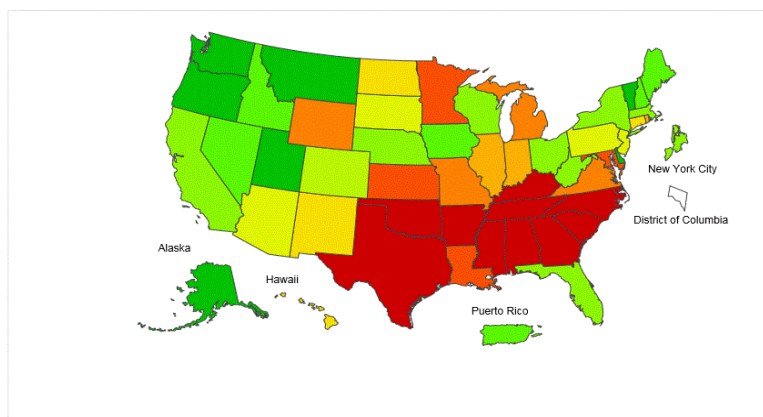 New York City
District of Columbia
Alaska
Hawaii
Puerto Rico